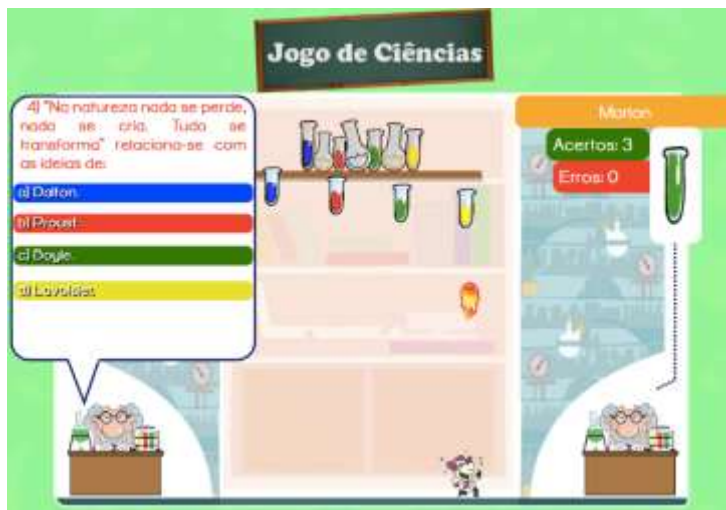 Jogo de Ciências
4) "Na natureza nada se perde,
nada se cria. Tudo se
transforma" relaciona-se com
as ideias de:
a) Dalton.
b) Proust.
c) Boyle.
d) Lavoisier.
Acertos: 3
Erros: 0